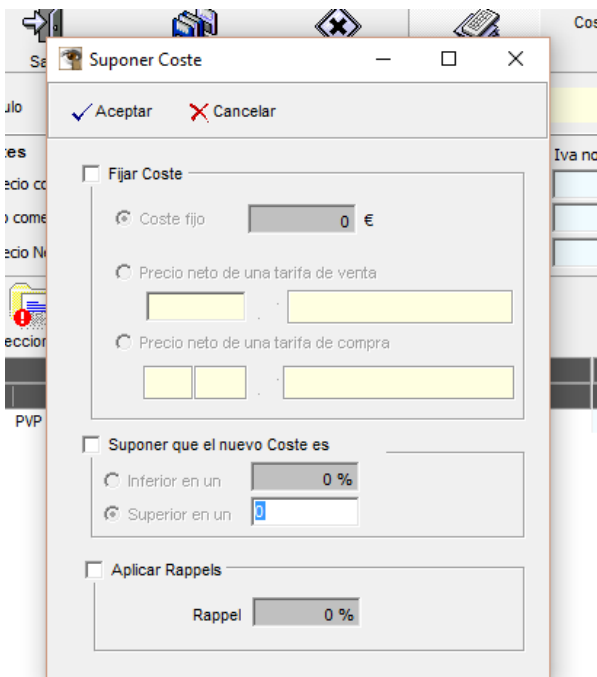 Cos
Sa
Suponer Coste
Aceptar Cancelar
ulo
tes
Iva no
ecio co
o come
ecio Ne
Fijar Coste
Coste fijo 0 €
Precio neto de una tarifa de venta
Precio neto de una tarifa de compra
eccion
PVP
Suponer que el nuevo Coste es
Inferior en un 0 %
Superior en un 0
Aplicar Rappels
Rappel 0 %